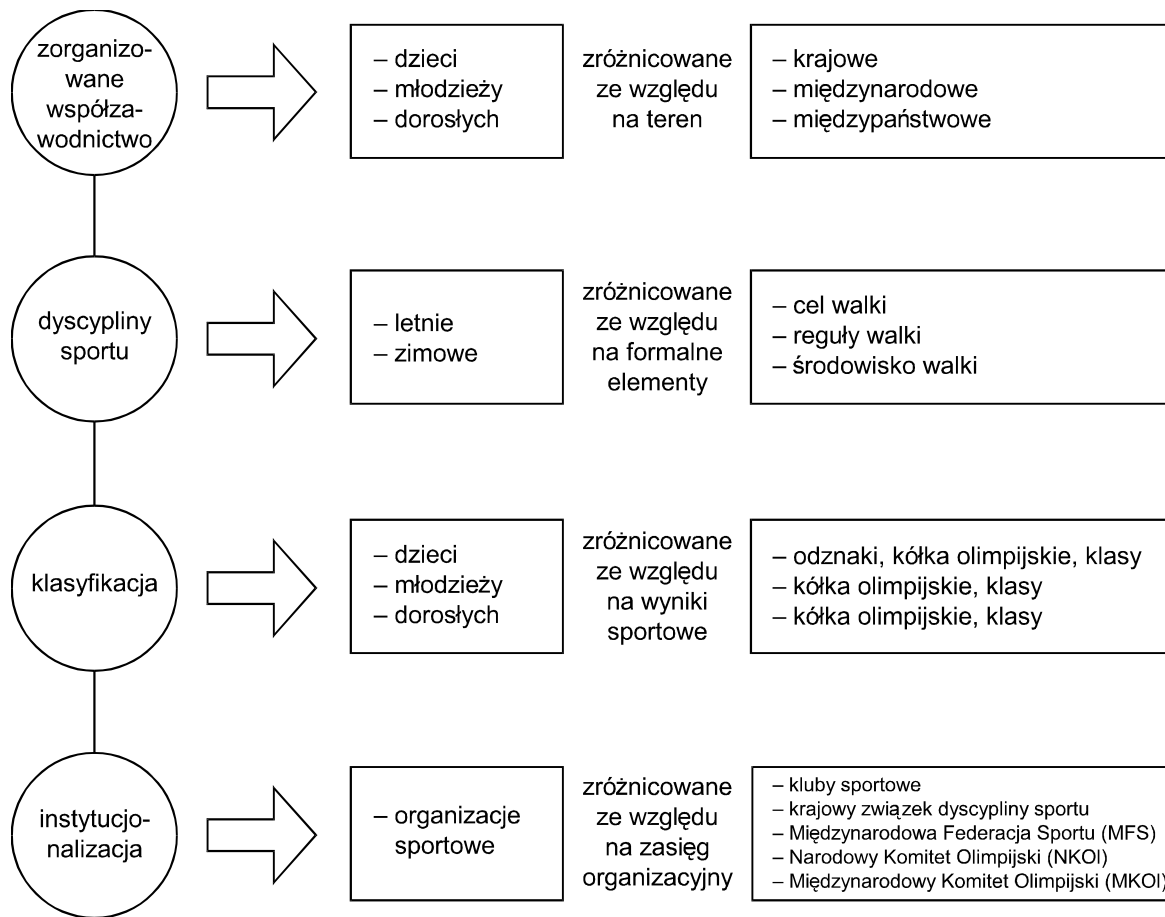 zorganizo-
wane
współza-
wodnictwo
– dzieci
– młodzieży
– dorosłych
zróżnicowane
ze względu
na teren
– krajowe
– międzynarodowe
– międzypaństwowe
dyscypliny
sportu
– letnie
– zimowe
zróżnicowane
ze względu
na formalne
elementy
– cel walki
– reguły walki
– środowisko walki
klasyfikacja
– dzieci
– młodzieży
– dorosłych
zróżnicowane
ze względu
na wyniki
sportowe
– odznaki, kółka olimpijskie, klasy
– kółka olimpijskie, klasy
– kółka olimpijskie, klasy
instytucjo-
nalizacja
– organizacje
sportowe
zróżnicowane
ze względu
na zasięg
organizacyjny
– kluby sportowe
– krajowy związek dyscypliny sportu
– Międzynarodowa Federacja Sportu (MFS)
– Narodowy Komitet Olimpijski (NKOl)
– Międzynarodowy Komitet Olimpijski (MKOl)